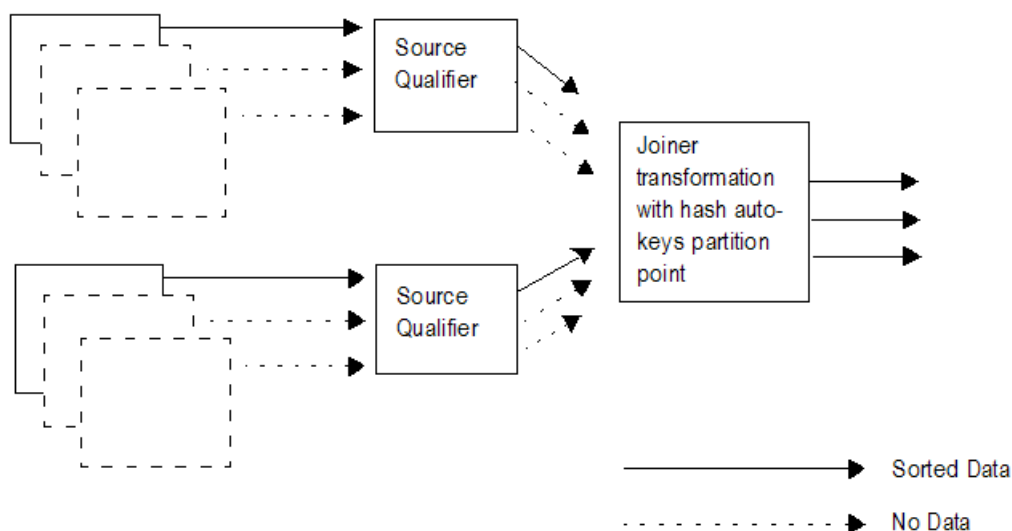 Source
Qualifier
Joiner
transformation
with hash auto-
keys partition
point
Source
Qualifier
Sorted Data
No Data